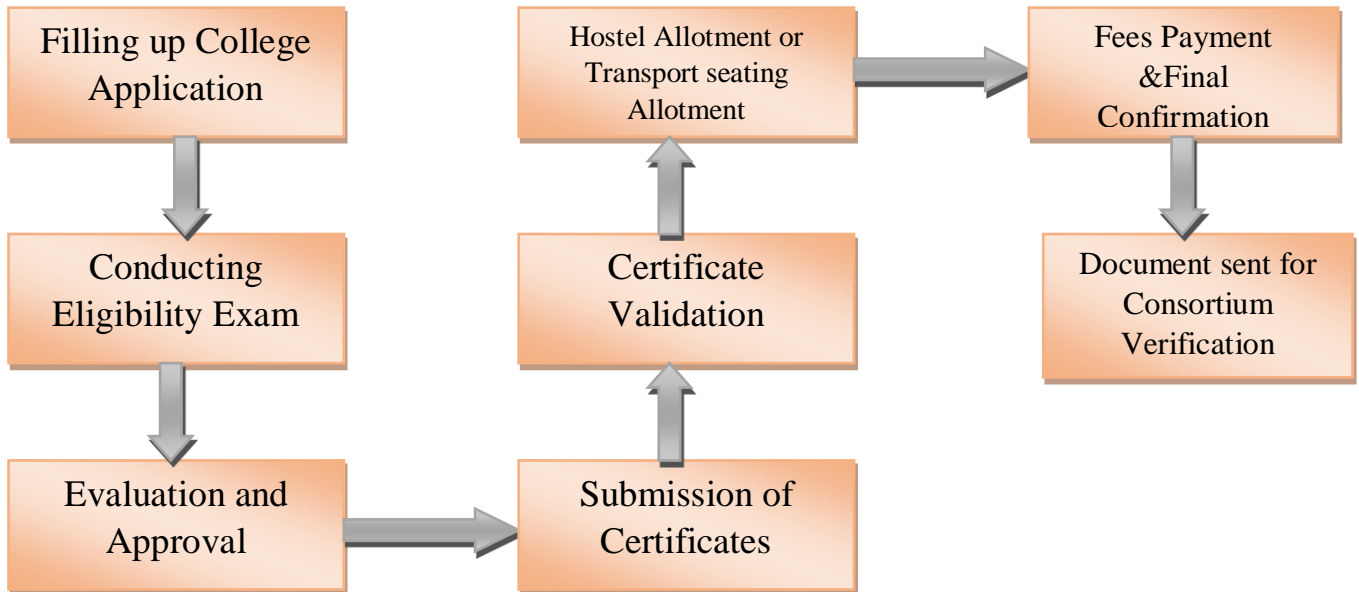 Filling up College
Application
Conducting
Eligibility Exam
Evaluation and
Approval
Submission of
Certificates
Certificate
Validation
Hostel Allotment or
Transport seating
Allotment
Fees Payment
&Final
Confirmation
Document sent for
Consortium
Verification